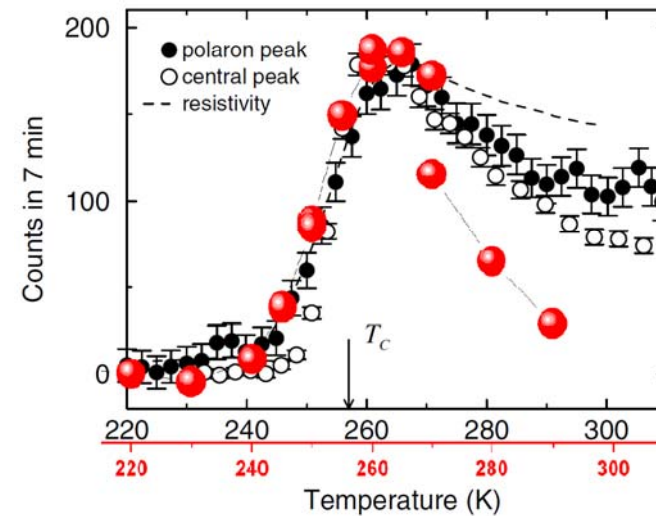 200
polaron peak
central peak
resistivity
Counts in 7 min
100
T_C
0
220 240 260 280 300
220 240 260 280 300
Temperature (K)